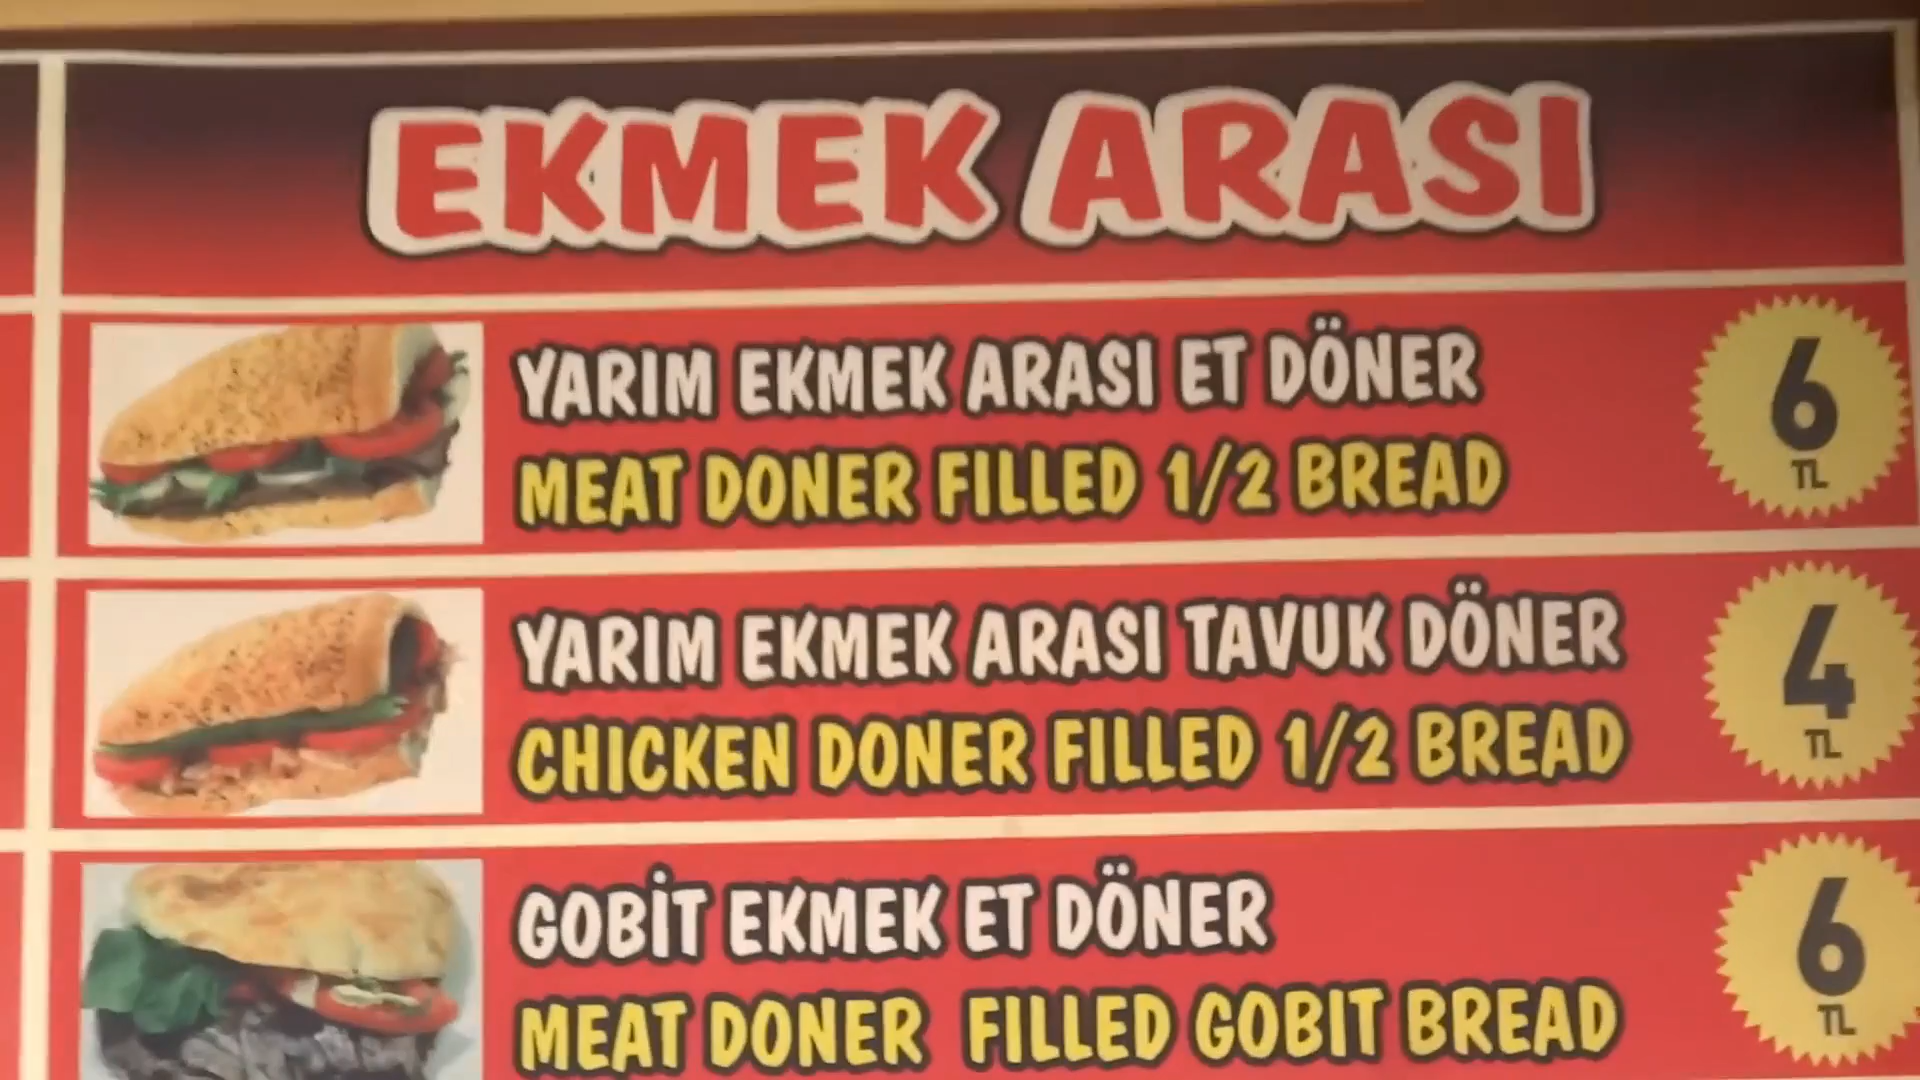 EKMEK ARASI
YARIM EKMEK ARASI ET DÖNER
MEAT DONER FILLED 1/2 BREAD
6
TL
YARIM EKMEK ARASI TAVUK DÖNER
CHICKEN DONER FILLED 1/2 BREAD
4
TL
GOBİT EKMEK ET DÖNER
MEAT DONER FILLED GOBIT BREAD
6
TL